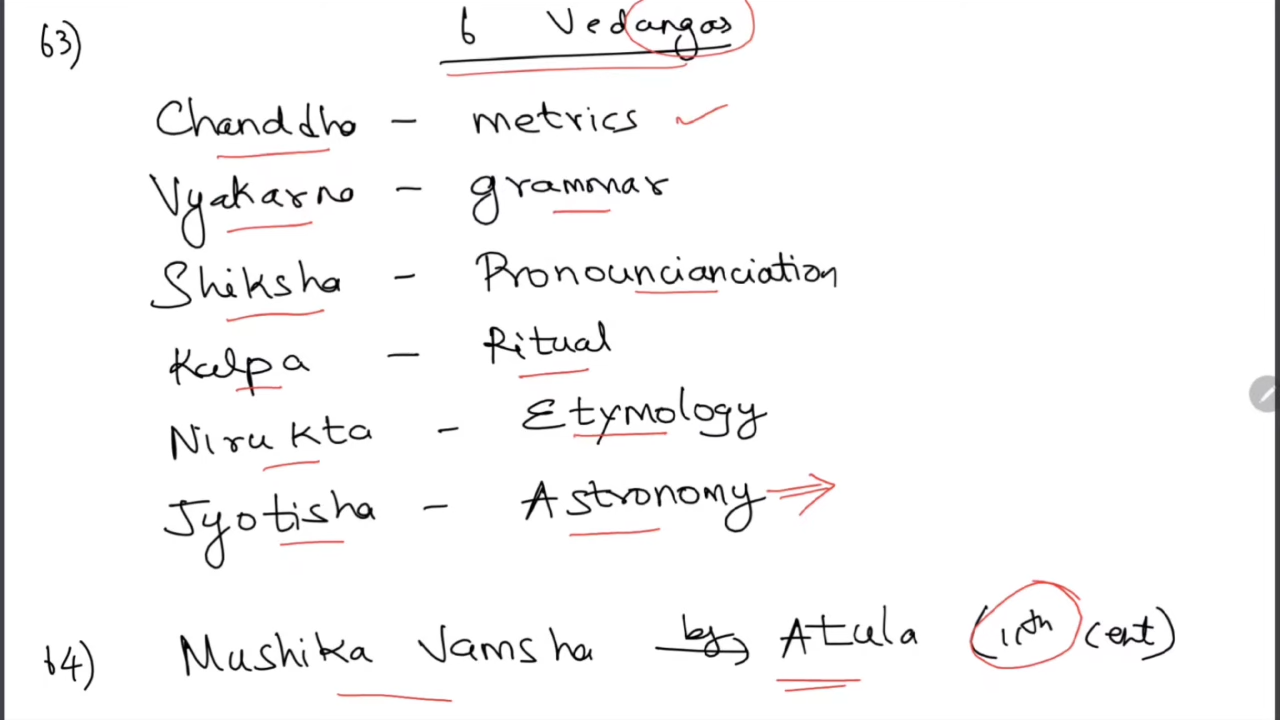 63) 6 Vedangas
Chanddho - metrics ✓
Vyakarno - grammar
Shiksha - Pronouncianciation
Kalpa - Ritual
Nirukta - Etymology
Jyotisha - Astronomy ⇒
64) Mushika Vamsha by → Atula (11th cent)